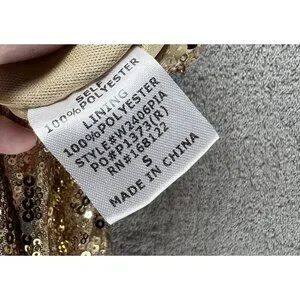 SELF
100%POLYESTER
LINING
100%POLYESTER
STYLE#W2406PIA
PO#P1373(R)
RN#168122
S
MADE IN CHINA